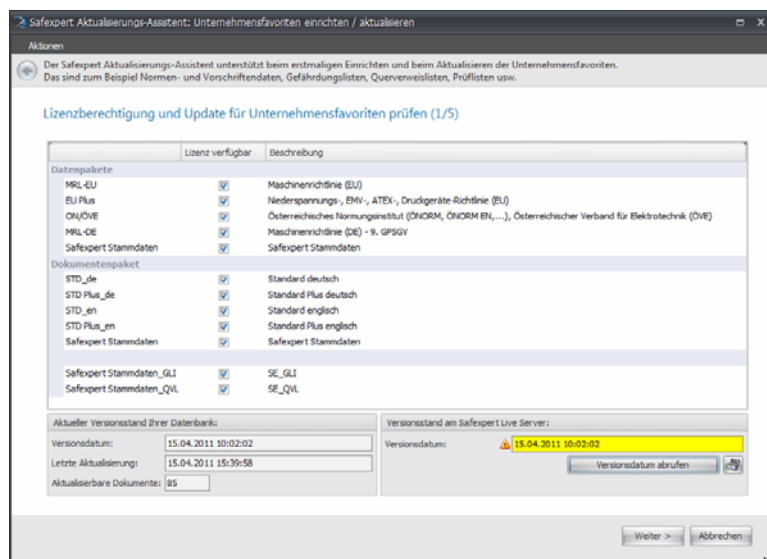 Safexpert Aktualisierungs-Assistent: Unternehmensfavoriten einrichten / aktualisieren
Aktionen
Der Safexpert Aktualisierungs-Assistent unterstützt beim erstmaligen Einrichten und beim Aktualisieren der Unternehmensfavoriten.
Das sind zum Beispiel Normen- und Vorschriftendaten, Gefährdungslisten, Querverweislisten, Prüflisten usw.
Lizenzberechtigung und Update für Unternehmensfavoriten prüfen (1/5)
Lizenz verfügbar Beschreibung
Datenpakete
MRL-EU Maschinenrichtlinie (EU)
EU Plus Niederspannungs-, EMV-, ATEX-, Druckgeräte-Richtlinie (EU)
ON/ÖVE Österreichisches Normungsinstitut (ÖNORM, ÖNORM EN,...), Österreichischer Verband für Elektrotechnik (ÖVE)
MRL-DE Maschinenrichtlinie (DE) - 9. GPSGV
Safexpert Stammdaten Safexpert Stammdaten
Dokumentenpaket
STD_de Standard deutsch
STD Plus_de Standard Plus deutsch
STD_en Standard englisch
STD Plus_en Standard Plus englisch
Safexpert Stammdaten Safexpert Stammdaten
Safexpert Stammdaten_GLI SE_GLI
Safexpert Stammdaten_QVL SE_QVL
Aktueller Versionsstand Ihrer Datenbank: Versionsstand am Safexpert Live Server:
Versionsdatum: 15.04.2011 10:02:02 Versionsdatum: 15.04.2011 10:02:02
Letzte Aktualisierung: 15.04.2011 15:39:58 Versionsdatum abrufen
Aktualisierbare Dokumente: 85
Weiter > Abbrechen